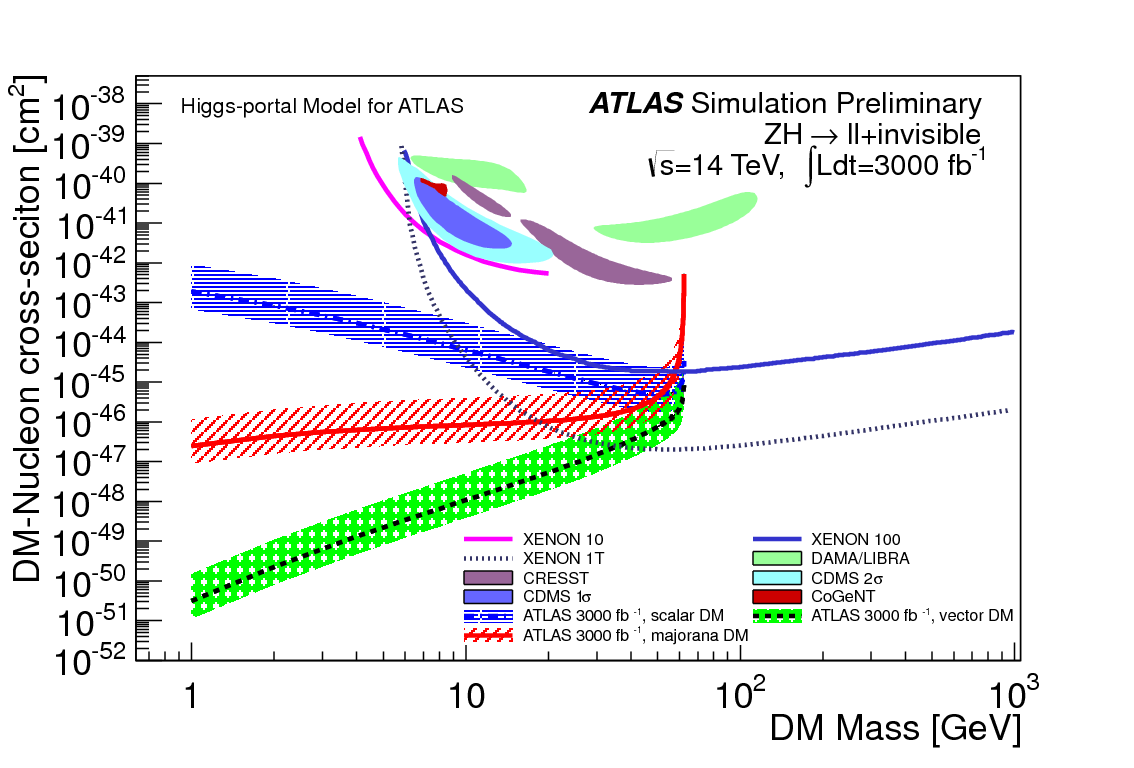 Higgs-portal Model for ATLAS
ATLAS Simulation Preliminary
ZH → ll+invisible
√s=14 TeV, ∫Ldt=3000 fb⁻¹
DM-Nucleon cross-seciton [cm²]
10⁻³⁸
10⁻³⁹
10⁻⁴⁰
10⁻⁴¹
10⁻⁴²
10⁻⁴³
10⁻⁴⁴
10⁻⁴⁵
10⁻⁴⁶
10⁻⁴⁷
10⁻⁴⁸
10⁻⁴⁹
10⁻⁵⁰
10⁻⁵¹
10⁻⁵²
XENON 10
XENON 100
XENON 1T
DAMA/LIBRA
CRESST
CDMS 2σ
CDMS 1σ
CoGeNT
ATLAS 3000 fb⁻¹, scalar DM
ATLAS 3000 fb⁻¹, vector DM
ATLAS 3000 fb⁻¹, majorana DM
1 10 10² 10³
DM Mass [GeV]